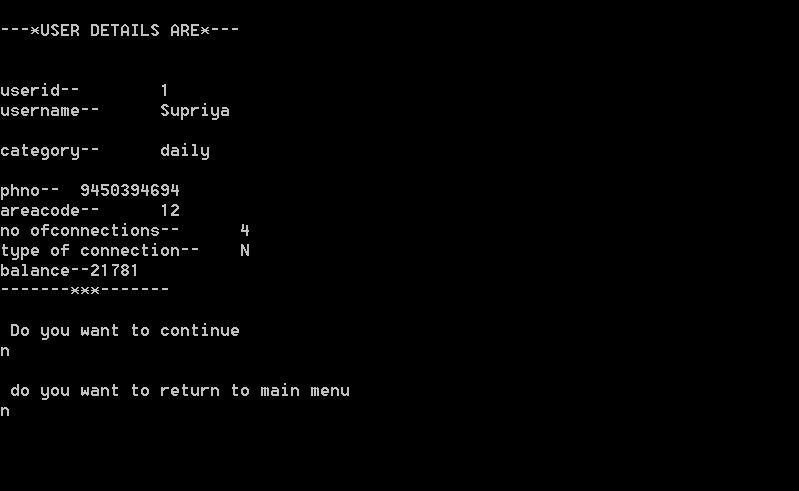 ---*USER DETAILS ARE*---
userid-- 1
username-- Supriya
category-- daily
phno-- 9450394694
areacode-- 12
no ofconnections-- 4
type of connection-- N
balance--21781
-------***-------
Do you want to continue
n
do you want to return to main menu
n